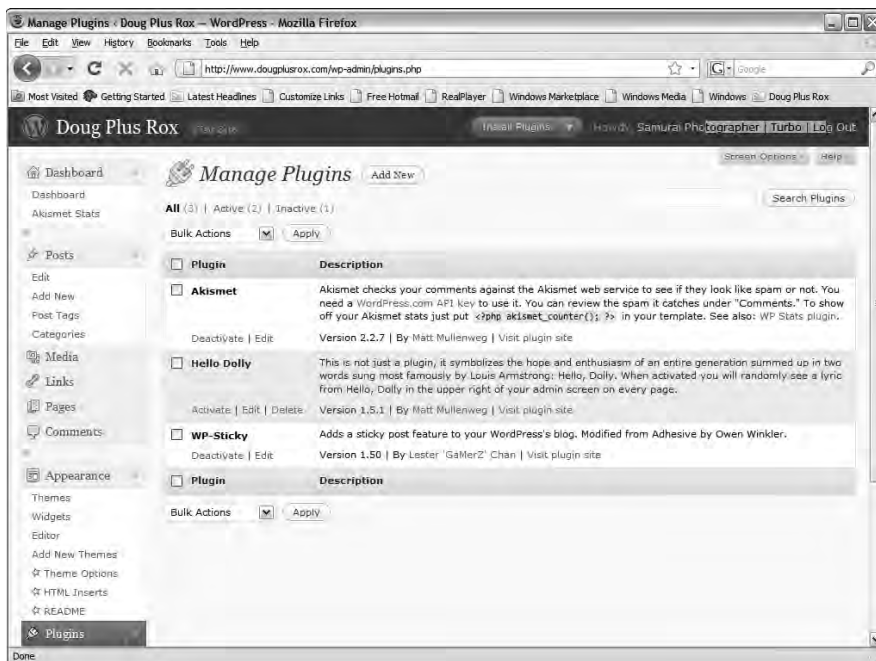 Manage Plugins ‹ Doug Plus Rox — WordPress - Mozilla Firefox
File Edit View History Bookmarks Tools Help
http://www.dougplusrox.com/wp-admin/plugins.php
G Google
Most Visited Getting Started Latest Headlines Customize Links Free Hotmail RealPlayer Windows Marketplace Windows Media Windows Doug Plus Rox
Doug Plus Rox
Install Plugins
Howdy, Samurai Photographer | Turbo | Log Out
Screen Options
Help
Dashboard
Dashboard
Akismet Stats
Posts
Edit
Add New
Post Tags
Categories
Media
Links
Pages
Comments
Appearance
Themes
Widgets
Editor
Add New Themes
Theme Options
HTML Inserts
README
Plugins
Manage Plugins Add New
Search Plugins
All (3) | Active (2) | Inactive (1)
Bulk Actions Apply
Plugin Description
Akismet
Akismet checks your comments against the Akismet web service to see if they look like spam or not. You
need a WordPress.com API key to use it. You can review the spam it catches under "Comments." To show
off your Akismet stats just put <?php akismet_counter(); ?> in your template. See also: WP Stats plugin.
Deactivate | Edit Version 2.2.7 | By Matt Mullenweg | Visit plugin site
Hello Dolly
This is not just a plugin, it symbolizes the hope and enthusiasm of an entire generation summed up in two
words sung most famously by Louis Armstrong: Hello, Dolly. When activated you will randomly see a lyric
from Hello, Dolly in the upper right of your admin screen on every page.
Activate | Edit | Delete Version 1.5.1 | By Matt Mullenweg | Visit plugin site
WP-Sticky
Adds a sticky post feature to your WordPress's blog. Modified from Adhesive by Owen Winkler.
Deactivate | Edit Version 1.50 | By Lester 'GaMerZ' Chan | Visit plugin site
Plugin Description
Bulk Actions Apply
Done